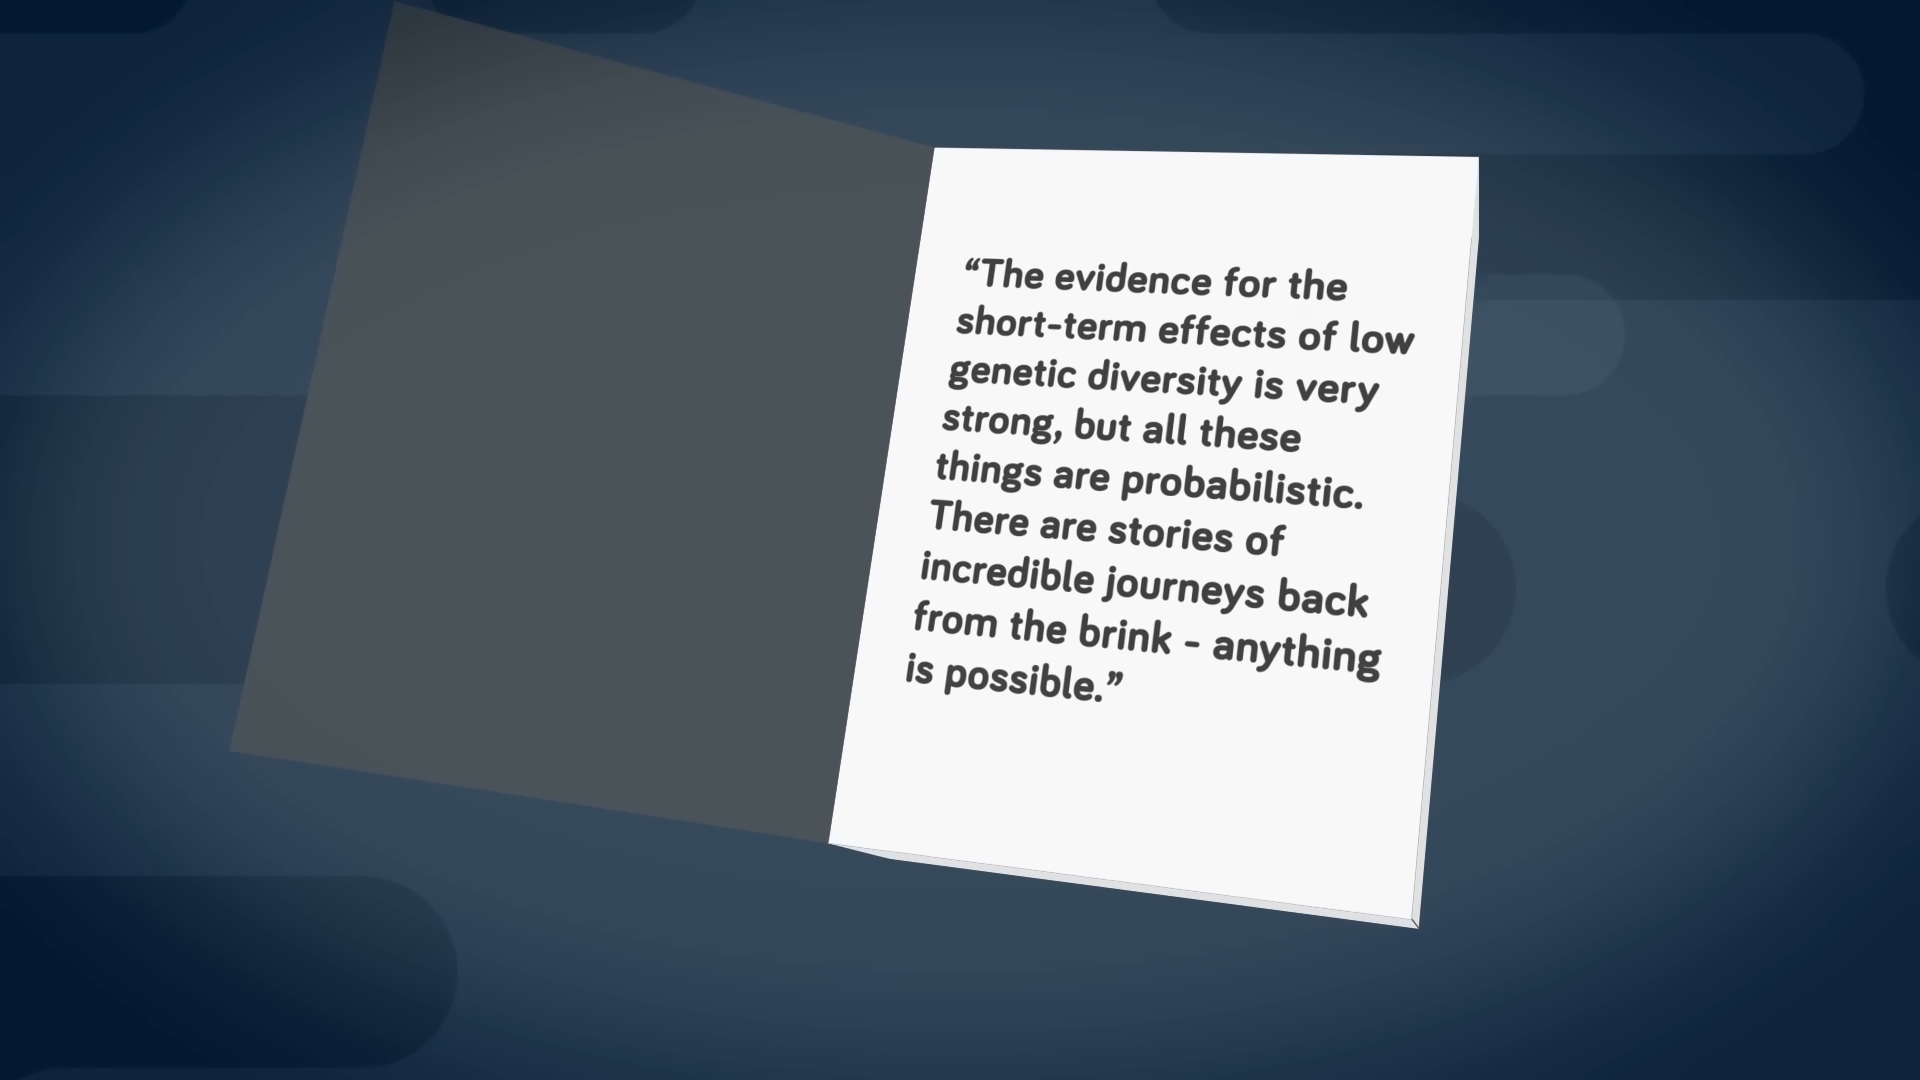 “The evidence for the
short-term effects of low
genetic diversity is very
strong, but all these
things are probabilistic.
There are stories of
incredible journeys back
from the brink - anything
is possible.”